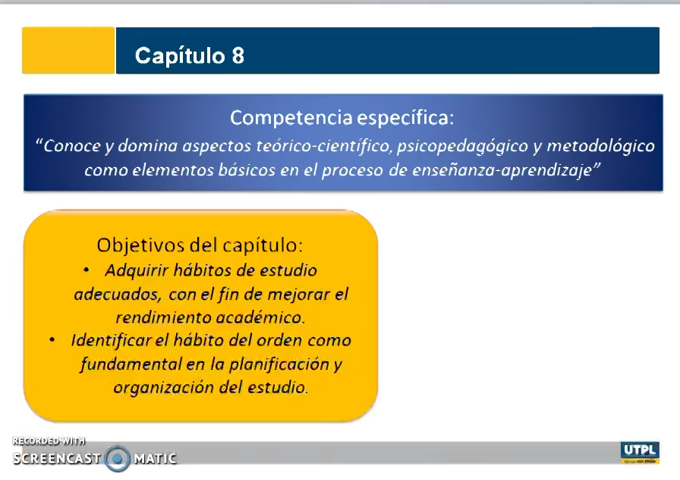 Capítulo 8
Competencia específica:
“Conoce y domina aspectos teórico-científico, psicopedagógico y metodológico
como elementos básicos en el proceso de enseñanza-aprendizaje”
Objetivos del capítulo:
• Adquirir hábitos de estudio
adecuados, con el fin de mejorar el
rendimiento académico.
• Identificar el hábito del orden como
fundamental en la planificación y
organización del estudio.
RECORDED WITH
SCREENCAST MATIC
UTPL